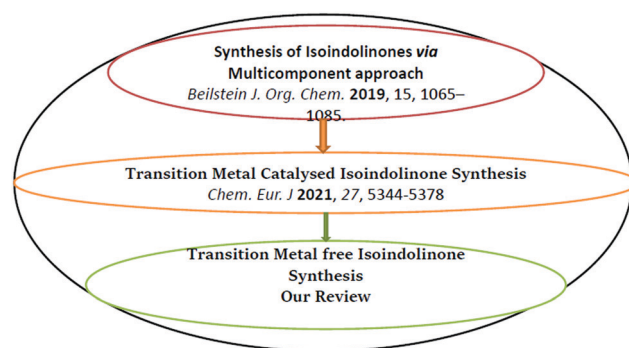 Synthesis of Isoindolinones via
Multicomponent approach
Beilstein J. Org. Chem. 2019, 15, 1065–
1085.
Transition Metal Catalysed Isoindolinone Synthesis
Chem. Eur. J 2021, 27, 5344-5378
Transition Metal free Isoindolinone
Synthesis
Our Review